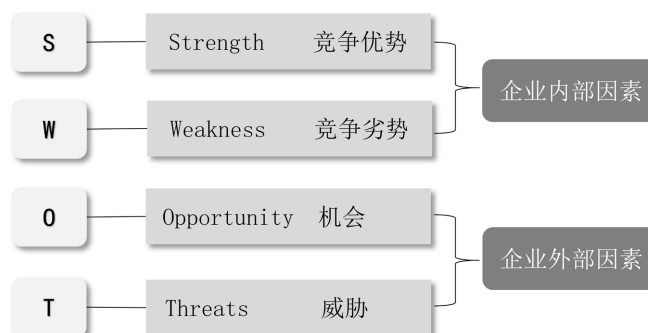 S Strength 竞争优势
企业内部因素
W Weakness 竞争劣势
O Opportunity 机会
企业外部因素
T Threats 威胁